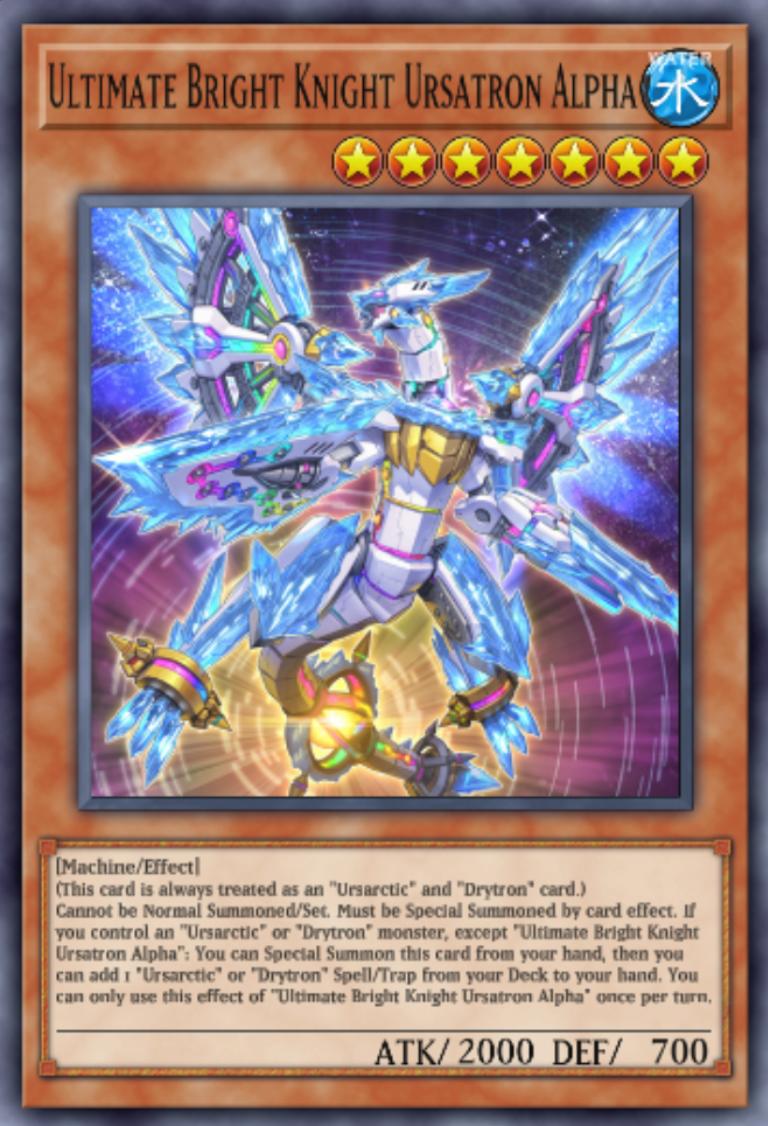 ULTIMATE BRIGHT KNIGHT URSATRON ALPHA
WATER
水
[Machine/Effect]
(This card is always treated as an "Ursarctic" and "Drytron" card.)
Cannot be Normal Summoned/Set. Must be Special Summoned by card effect. If
you control an "Ursarctic" or "Drytron" monster, except "Ultimate Bright Knight
Ursatron Alpha": You can Special Summon this card from your hand, then you
can add 1 "Ursarctic" or "Drytron" Spell/Trap from your Deck to your hand. You
can only use this effect of "Ultimate Bright Knight Ursatron Alpha" once per turn.
ATK/ 2000 DEF/ 700